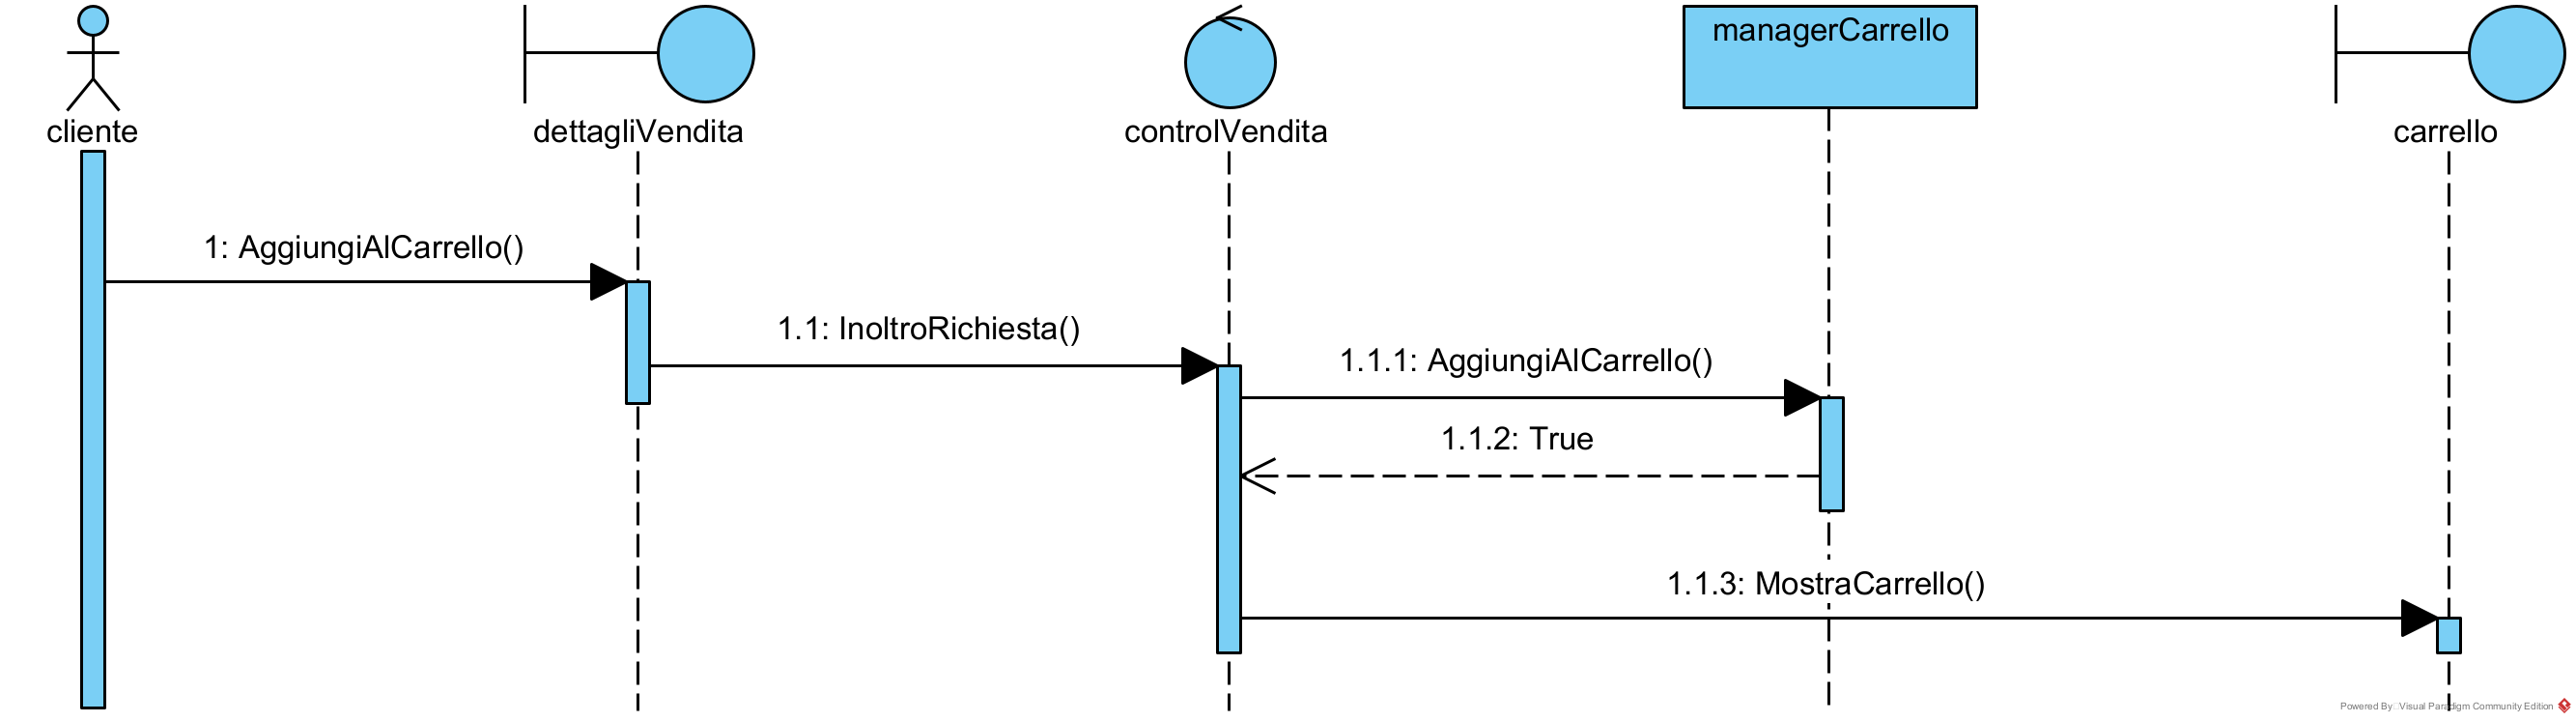 managerCarrello
cliente
dettagliVendita
controlVendita
carrello
1: AggiungiAlCarrello()
1.1: InoltroRichiesta()
1.1.1: AggiungiAlCarrello()
1.1.2: True
1.1.3: MostraCarrello()
Powered By Visual Paradigm Community Edition